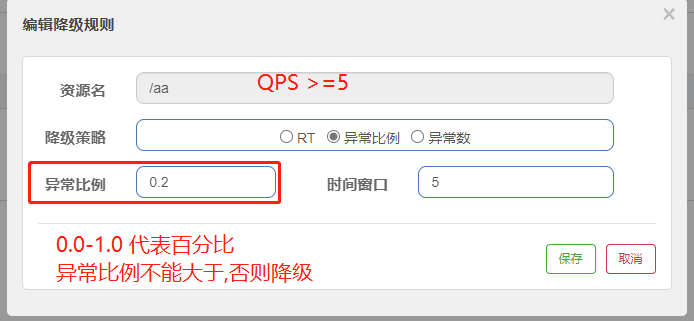 编辑降级规则
×
资源名 /aa QPS >=5
降级策略 RT 异常比例 异常数
异常比例 0.2 时间窗口 5
0.0-1.0 代表百分比
异常比例不能大于,否则降级
保存 取消